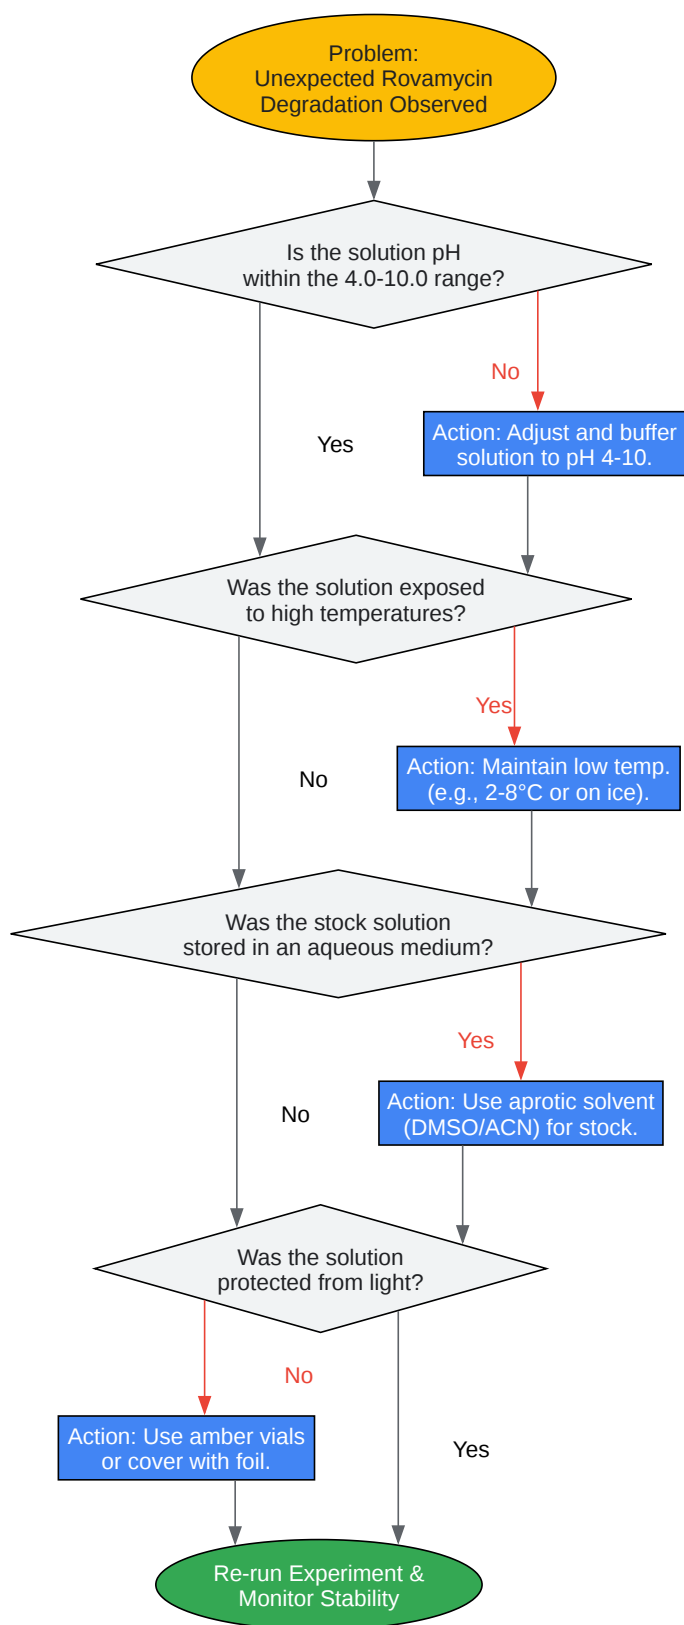 Problem:
Unexpected Rovamycin
Degradation Observed
Is the solution pH
within the 4.0-10.0 range?
No
Yes
Action: Adjust and buffer
solution to pH 4-10.
Was the solution exposed
to high temperatures?
Yes
No
Action: Maintain low temp.
(e.g., 2-8°C or on ice).
Was the stock solution
stored in an aqueous medium?
Yes
No
Action: Use aprotic solvent
(DMSO/ACN) for stock.
Was the solution
protected from light?
No
Yes
Action: Use amber vials
or cover with foil.
Re-run Experiment &
Monitor Stability